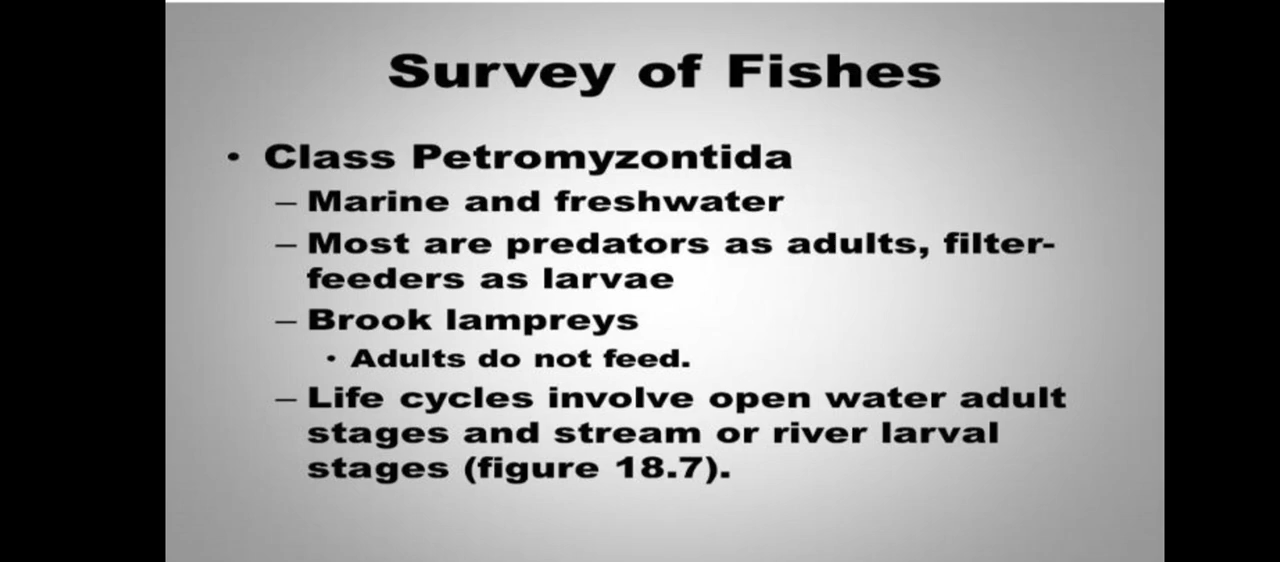 Survey of Fishes
• Class Petromyzontida
– Marine and freshwater
– Most are predators as adults, filter-
feeders as larvae
– Brook lampreys
• Adults do not feed.
– Life cycles involve open water adult
stages and stream or river larval
stages (figure 18.7).